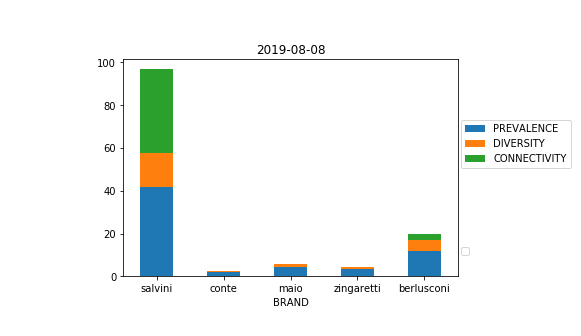 2019-08-08
100
80
60
40
20
0
salvini conte maio zingaretti berlusconi
BRAND
PREVALENCE
DIVERSITY
CONNECTIVITY